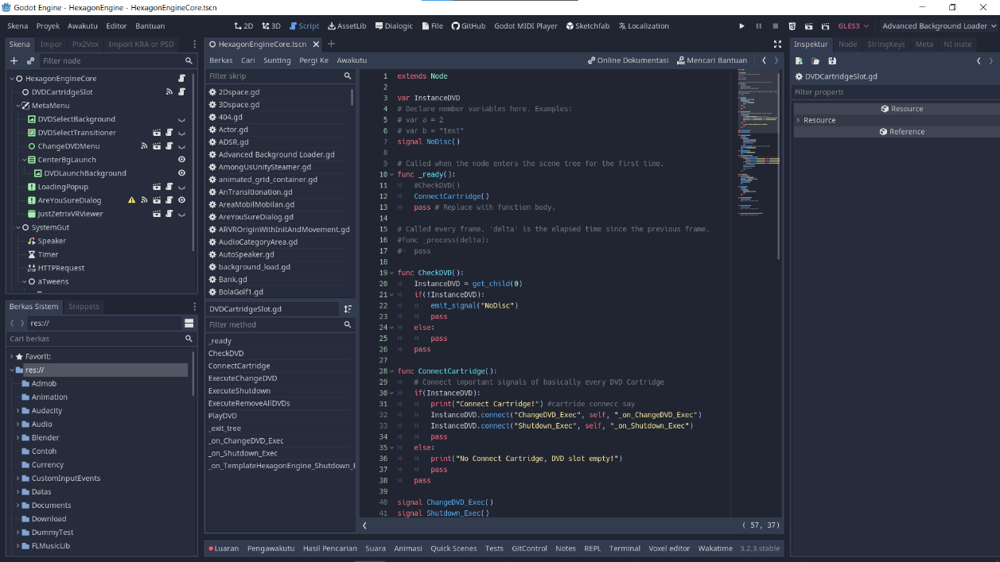 Godot Engine - HexagonEngine - HexagonEngineCore.tscn
Skena Proyek Awakutu Editor Bantuan 2D 3D Script AssetLib Dialogic File GitHub Godot MIDI Player Sketchfab Localization GLES3 Advanced Background Loader
Skena Impor Pix2Vox Import KRA or PSD
Filter node
HexagonEngineCore
DVDCartridgeSlot
MetaMenu
DVDSelectBackground
DVDSelectTransitioner
ChangeDVDMenu
CenterBgLaunch
DVDLaunchBackground
LoadingPopup
AreYouSureDialog
JustZetrixVRViewer
SystemGut
Speaker
Timer
HTTPRequest
aTweens
Berkas Sistem Snippets
res://
Cari berkas
Favorit:
res://
Admob
Animation
Audacity
Audio
Blender
Contoh
Currency
CustomInputEvents
Datas
Documents
Download
DummyTest
FLMusicLib
HexagonEngineCore.tscn
Berkas Cari Sunting Pergi Ke Awakutu Online Dokumentasi Mencari Bantuan
Filter skrip
2Dspace.gd
3Dspace.gd
404.gd
Actor.gd
ADSR.gd
Advanced Background Loader.gd
AmongUsUnitySteamer.gd
animated_grid_container.gd
AnTransitionation.gd
AreaMobilMobilan.gd
AreYouSureDialog.gd
ARVROriginWithInitAndMovement.gd
AudioCategoryArea.gd
AutoSpeaker.gd
background_load.gd
Bank.gd
BolaGolf1.gd
DVDCartridgeSlot.gd
Filter method
_ready
CheckDVD
ConnectCartridge
ExecuteChangeDVD
ExecuteShutdown
ExecuteRemoveAllDVDs
PlayDVD
_exit_tree
_on_ChangeDVD_Exec
_on_Shutdown_Exec
_on_TemplateHexagonEngine_Shutdown_E
1 extends Node
2
3 var InstanceDVD
4 # Declare member variables here. Examples:
5 # var a = 2
6 # var b = "text"
7 signal NoDisc()
8
9 # Called when the node enters the scene tree for the first time.
10 func _ready():
11 #CheckDVD()
12 ConnectCartridge()
13 pass # Replace with function body.
14
15 # Called every frame. 'delta' is the elapsed time since the previous frame.
16 #func _process(delta):
17 # pass
18
19 func CheckDVD():
20 InstanceDVD = get_child(0)
21 if(!InstanceDVD):
22 emit_signal("NoDisc")
23 pass
24 else:
25 pass
26 pass
27
28 func ConnectCartridge():
29 # Connect important signals of basically every DVD Cartridge
30 if(InstanceDVD):
31 print("Connect Cartridge!") #cartride connecc say
32 InstanceDVD.connect("ChangeDVD_Exec", self, "_on_ChangeDVD_Exec")
33 InstanceDVD.connect("Shutdown_Exec", self, "_on_Shutdown_Exec")
34 pass
35 else:
36 print("No Connect Cartridge, DVD slot empty!")
37 pass
38 pass
39
40 signal ChangeDVD_Exec()
41 signal Shutdown_Exec()
( 57, 37)
Luaran Pengawakutu Hasil Pencarian Suara Animasi Quick Scenes Tests GitControl Notes REPL Terminal Voxel editor Wakatime 3.2.3.stable
Inspektur Node StringKeys Meta NI mate
DVDCartridgeSlot.gd
Filter properti
Resource
Resource
Reference